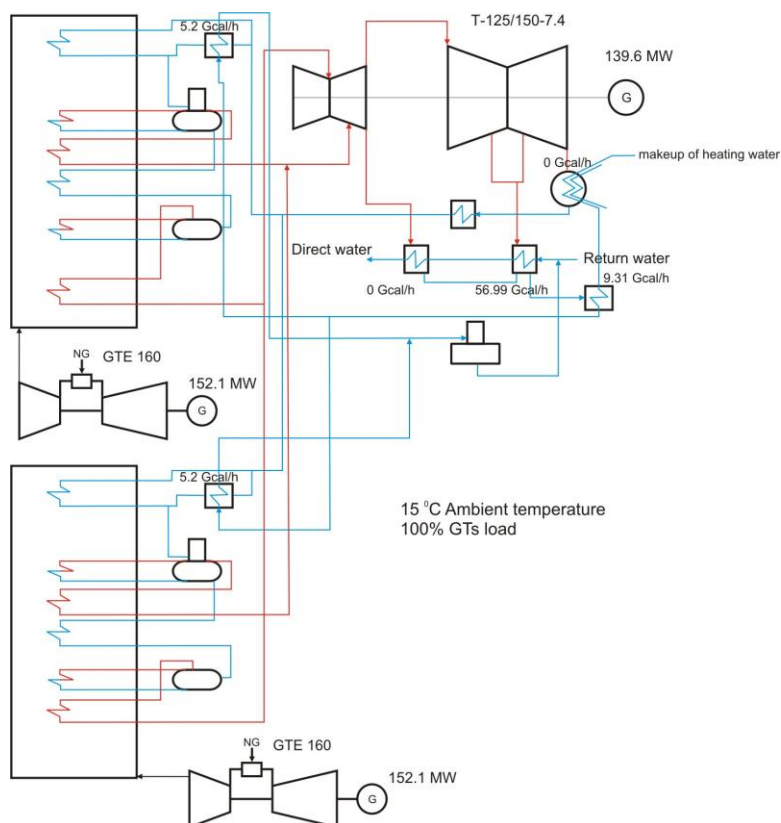 5.2 Gcal/h
T-125/150-7.4
139.6 MW
G
0 Gcal/h
makeup of heating water
Direct water
Return water
0 Gcal/h
56.99 Gcal/h
9.31 Gcal/h
NG
GTE 160
152.1 MW
G
5.2 Gcal/h
15 °C Ambient temperature
100% GTs load
NG
GTE 160
152.1 MW
G